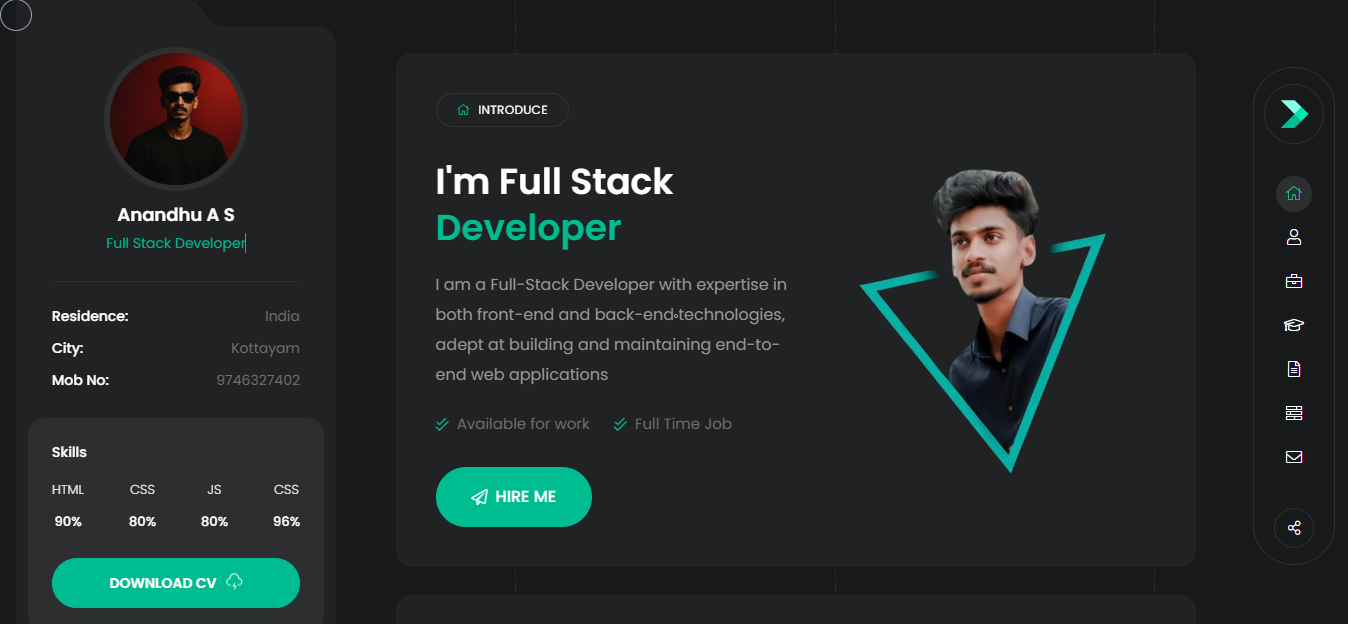 Anandhu A S
Full Stack Developer
Residence: India
City: Kottayam
Mob No: 9746327402
Skills
HTML CSS JS CSS
90% 80% 80% 96%
DOWNLOAD CV
INTRODUCE
I'm Full Stack
Developer
I am a Full-Stack Developer with expertise in
both front-end and back-end technologies,
adept at building and maintaining end-to-
end web applications
Available for work Full Time Job
HIRE ME